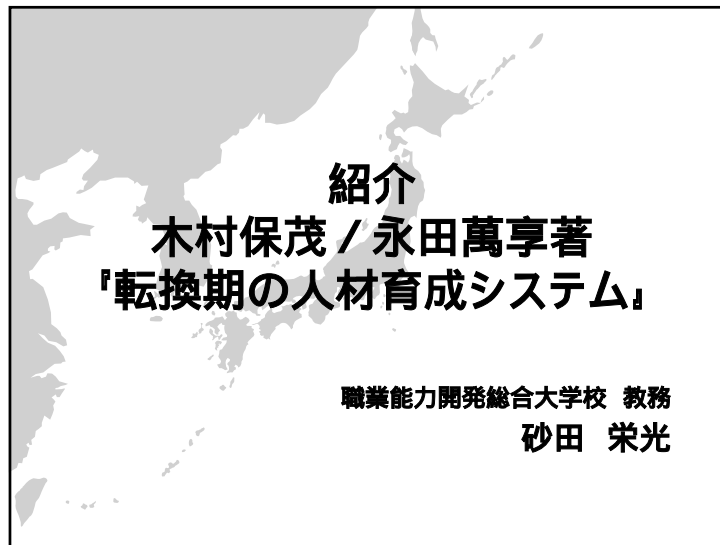 紹介
木村保茂/永田萬享著
『転換期の人材育成システム』
職業能力開発総合大学校 教務
砂田 栄光